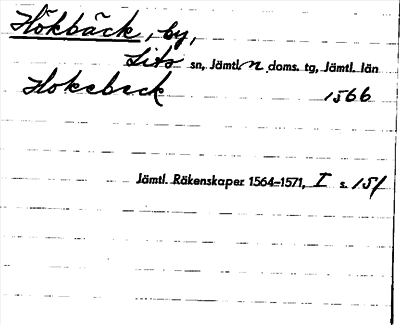 Hökbäck, by,
Lits sn, Jämtl. n. doms. tg, Jämtl. län
Hokebeck 1566
Jämtl. Räkenskaper 1564–1571, I s. 151